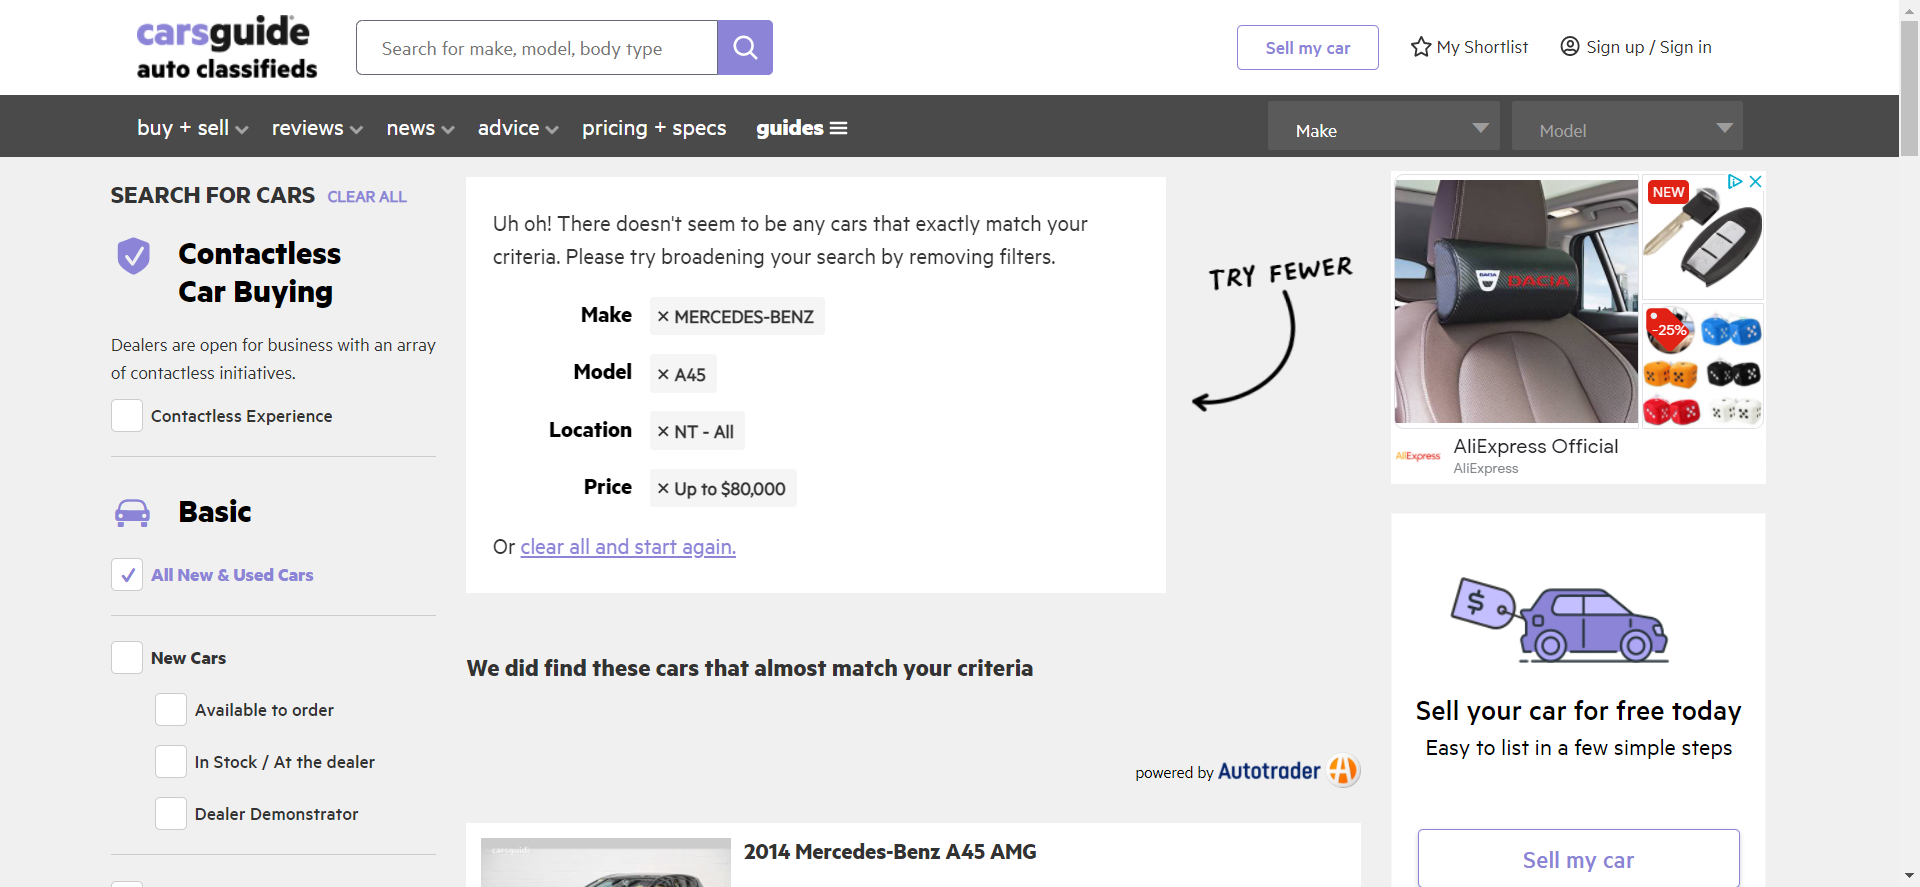 carsguide
auto classifieds
Search for make, model, body type
Sell my car
My Shortlist
Sign up / Sign in
buy + sell
reviews
news
advice
pricing + specs
guides
Make
Model
SEARCH FOR CARS
CLEAR ALL
Contactless
Car Buying
Dealers are open for business with an array
of contactless initiatives.
Contactless Experience
Basic
All New & Used Cars
New Cars
Available to order
In Stock / At the dealer
Dealer Demonstrator
Uh oh! There doesn't seem to be any cars that exactly match your
criteria. Please try broadening your search by removing filters.
Make
× MERCEDES-BENZ
Model
× A45
Location
× NT - All
Price
× Up to $80,000
Or clear all and start again.
TRY FEWER
We did find these cars that almost match your criteria
powered by Autotrader
carsguide
2014 Mercedes-Benz A45 AMG
DACIA
DACIA
NEW
-25%
AliExpress
AliExpress Official
AliExpress
$
Sell your car for free today
Easy to list in a few simple steps
Sell my car